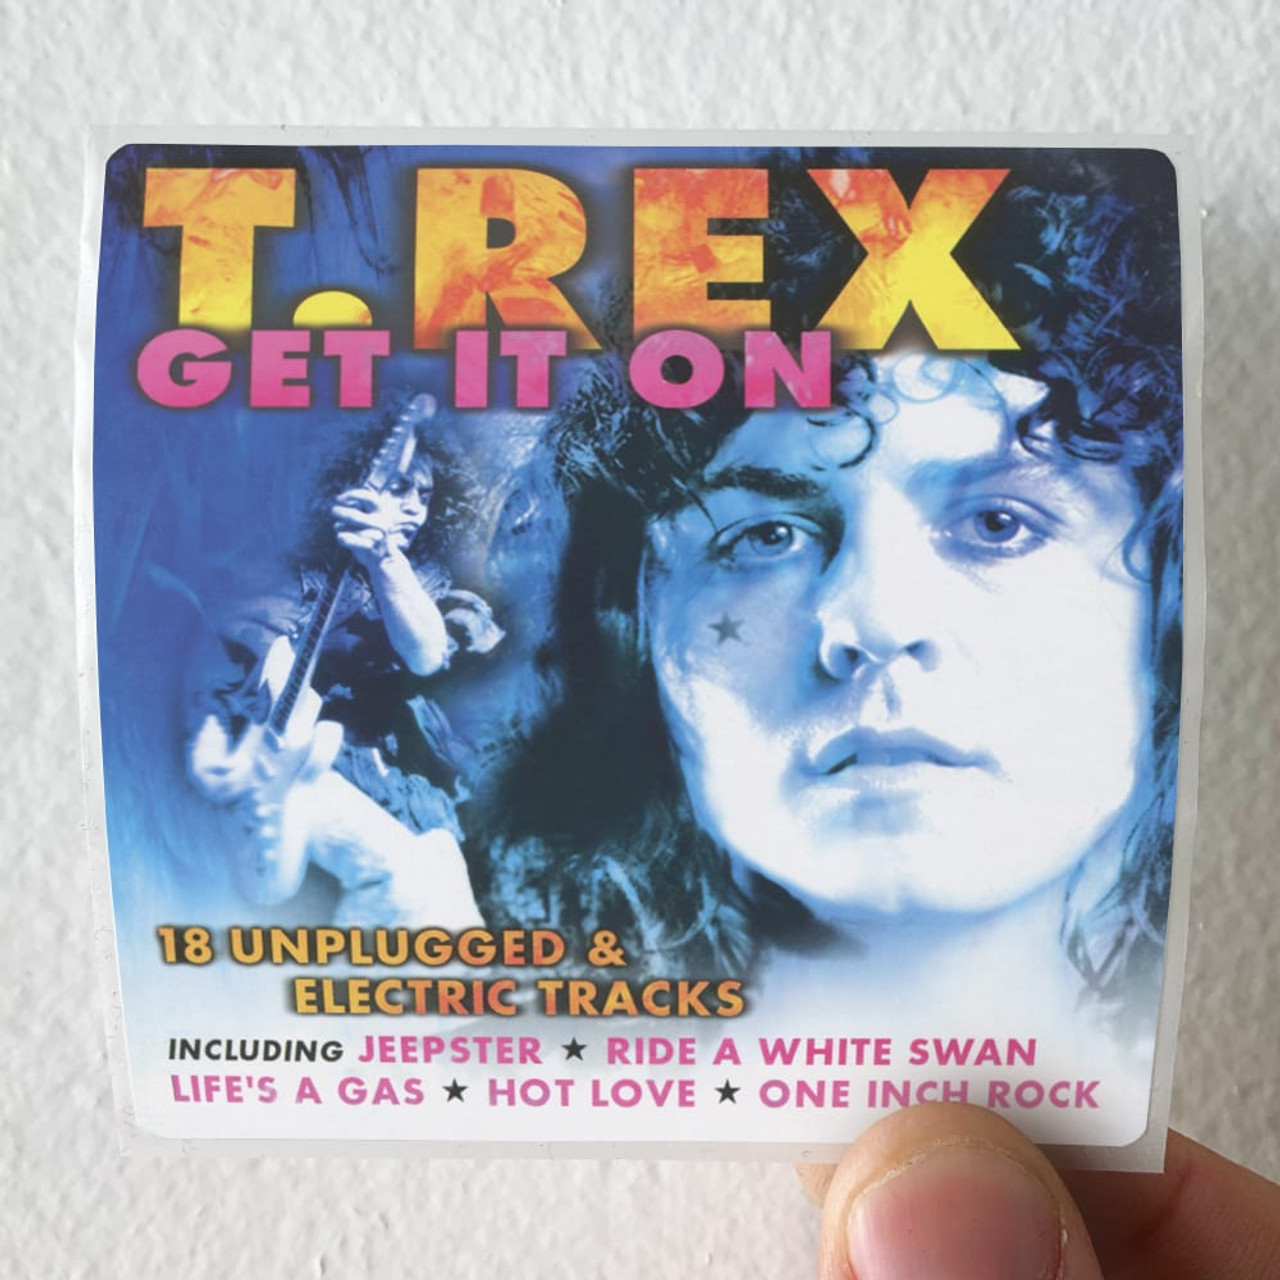 T.REX
GET IT ON
18 UNPLUGGED &
ELECTRIC TRACKS
INCLUDING JEEPSTER ★ RIDE A WHITE SWAN
LIFE'S A GAS ★ HOT LOVE ★ ONE INCH ROCK